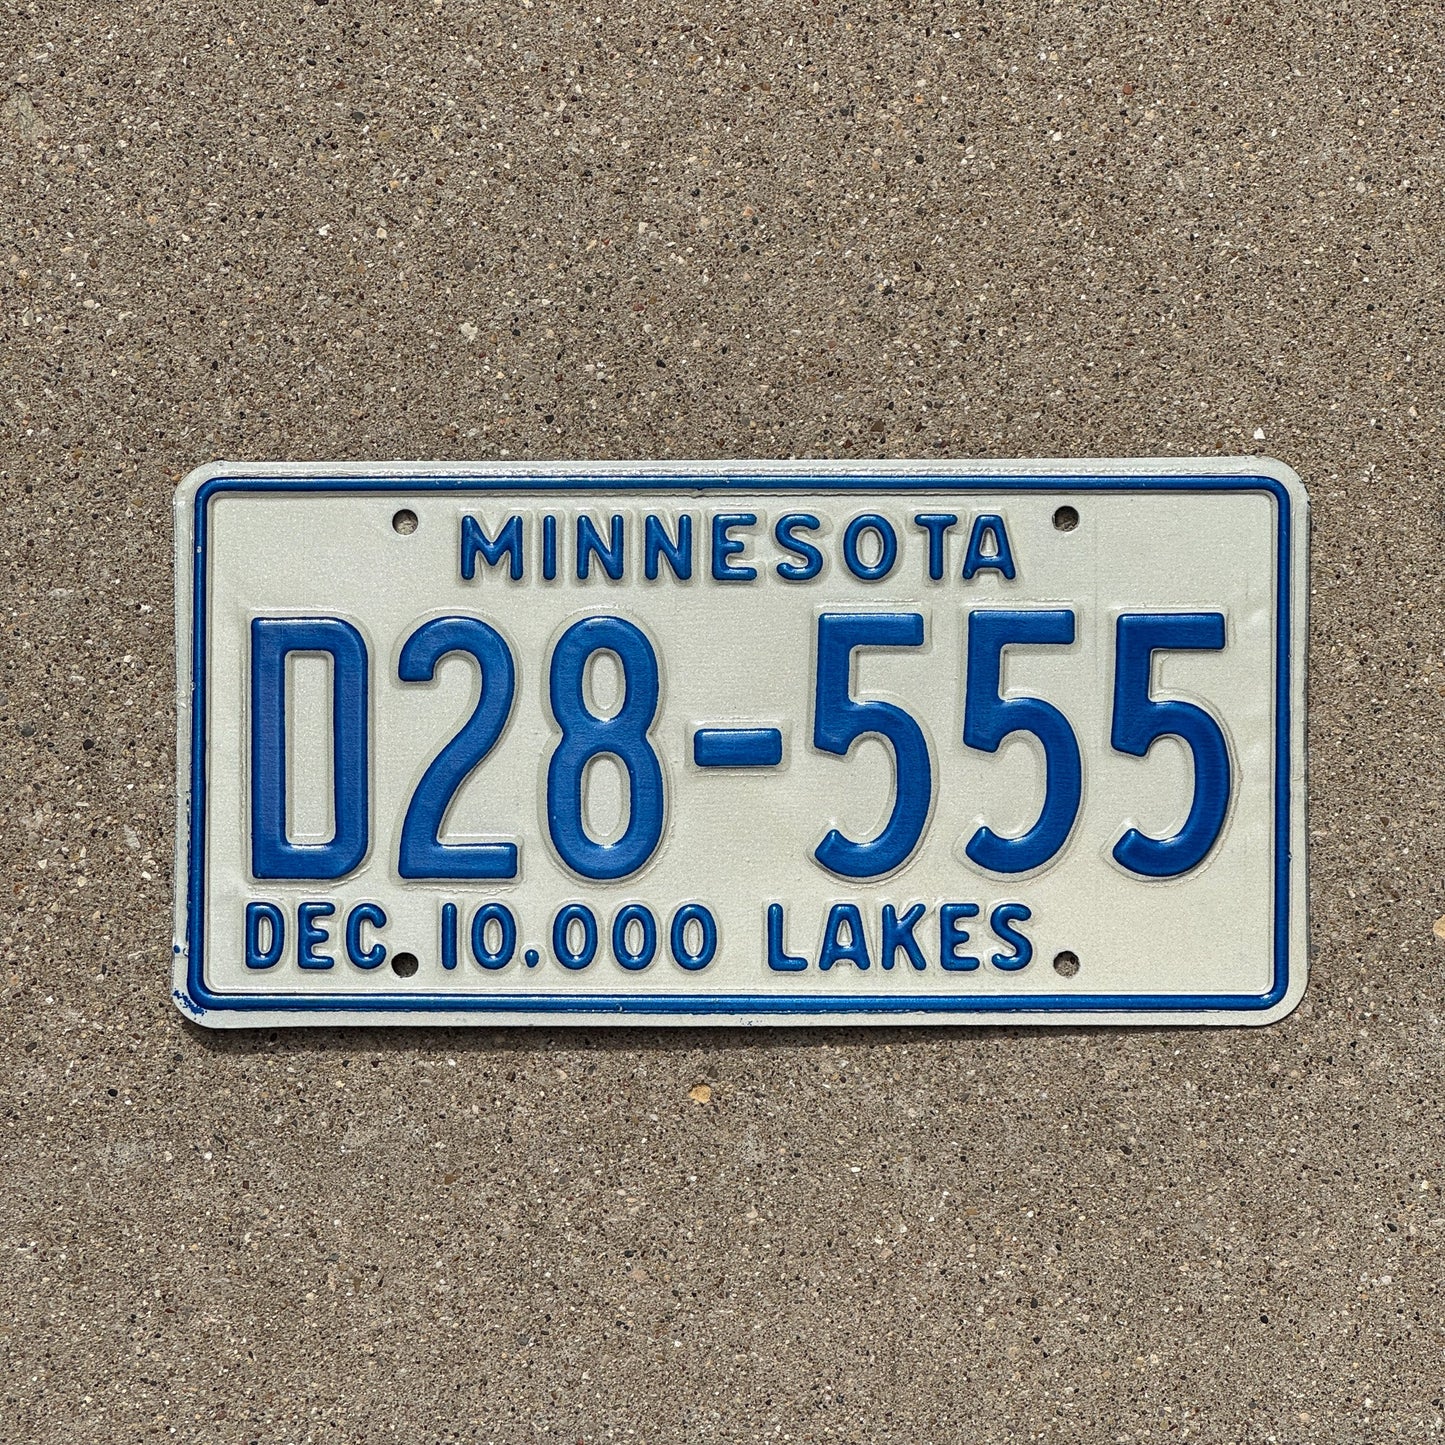 MINNESOTA
D28-555
DEC. 10,000 LAKES